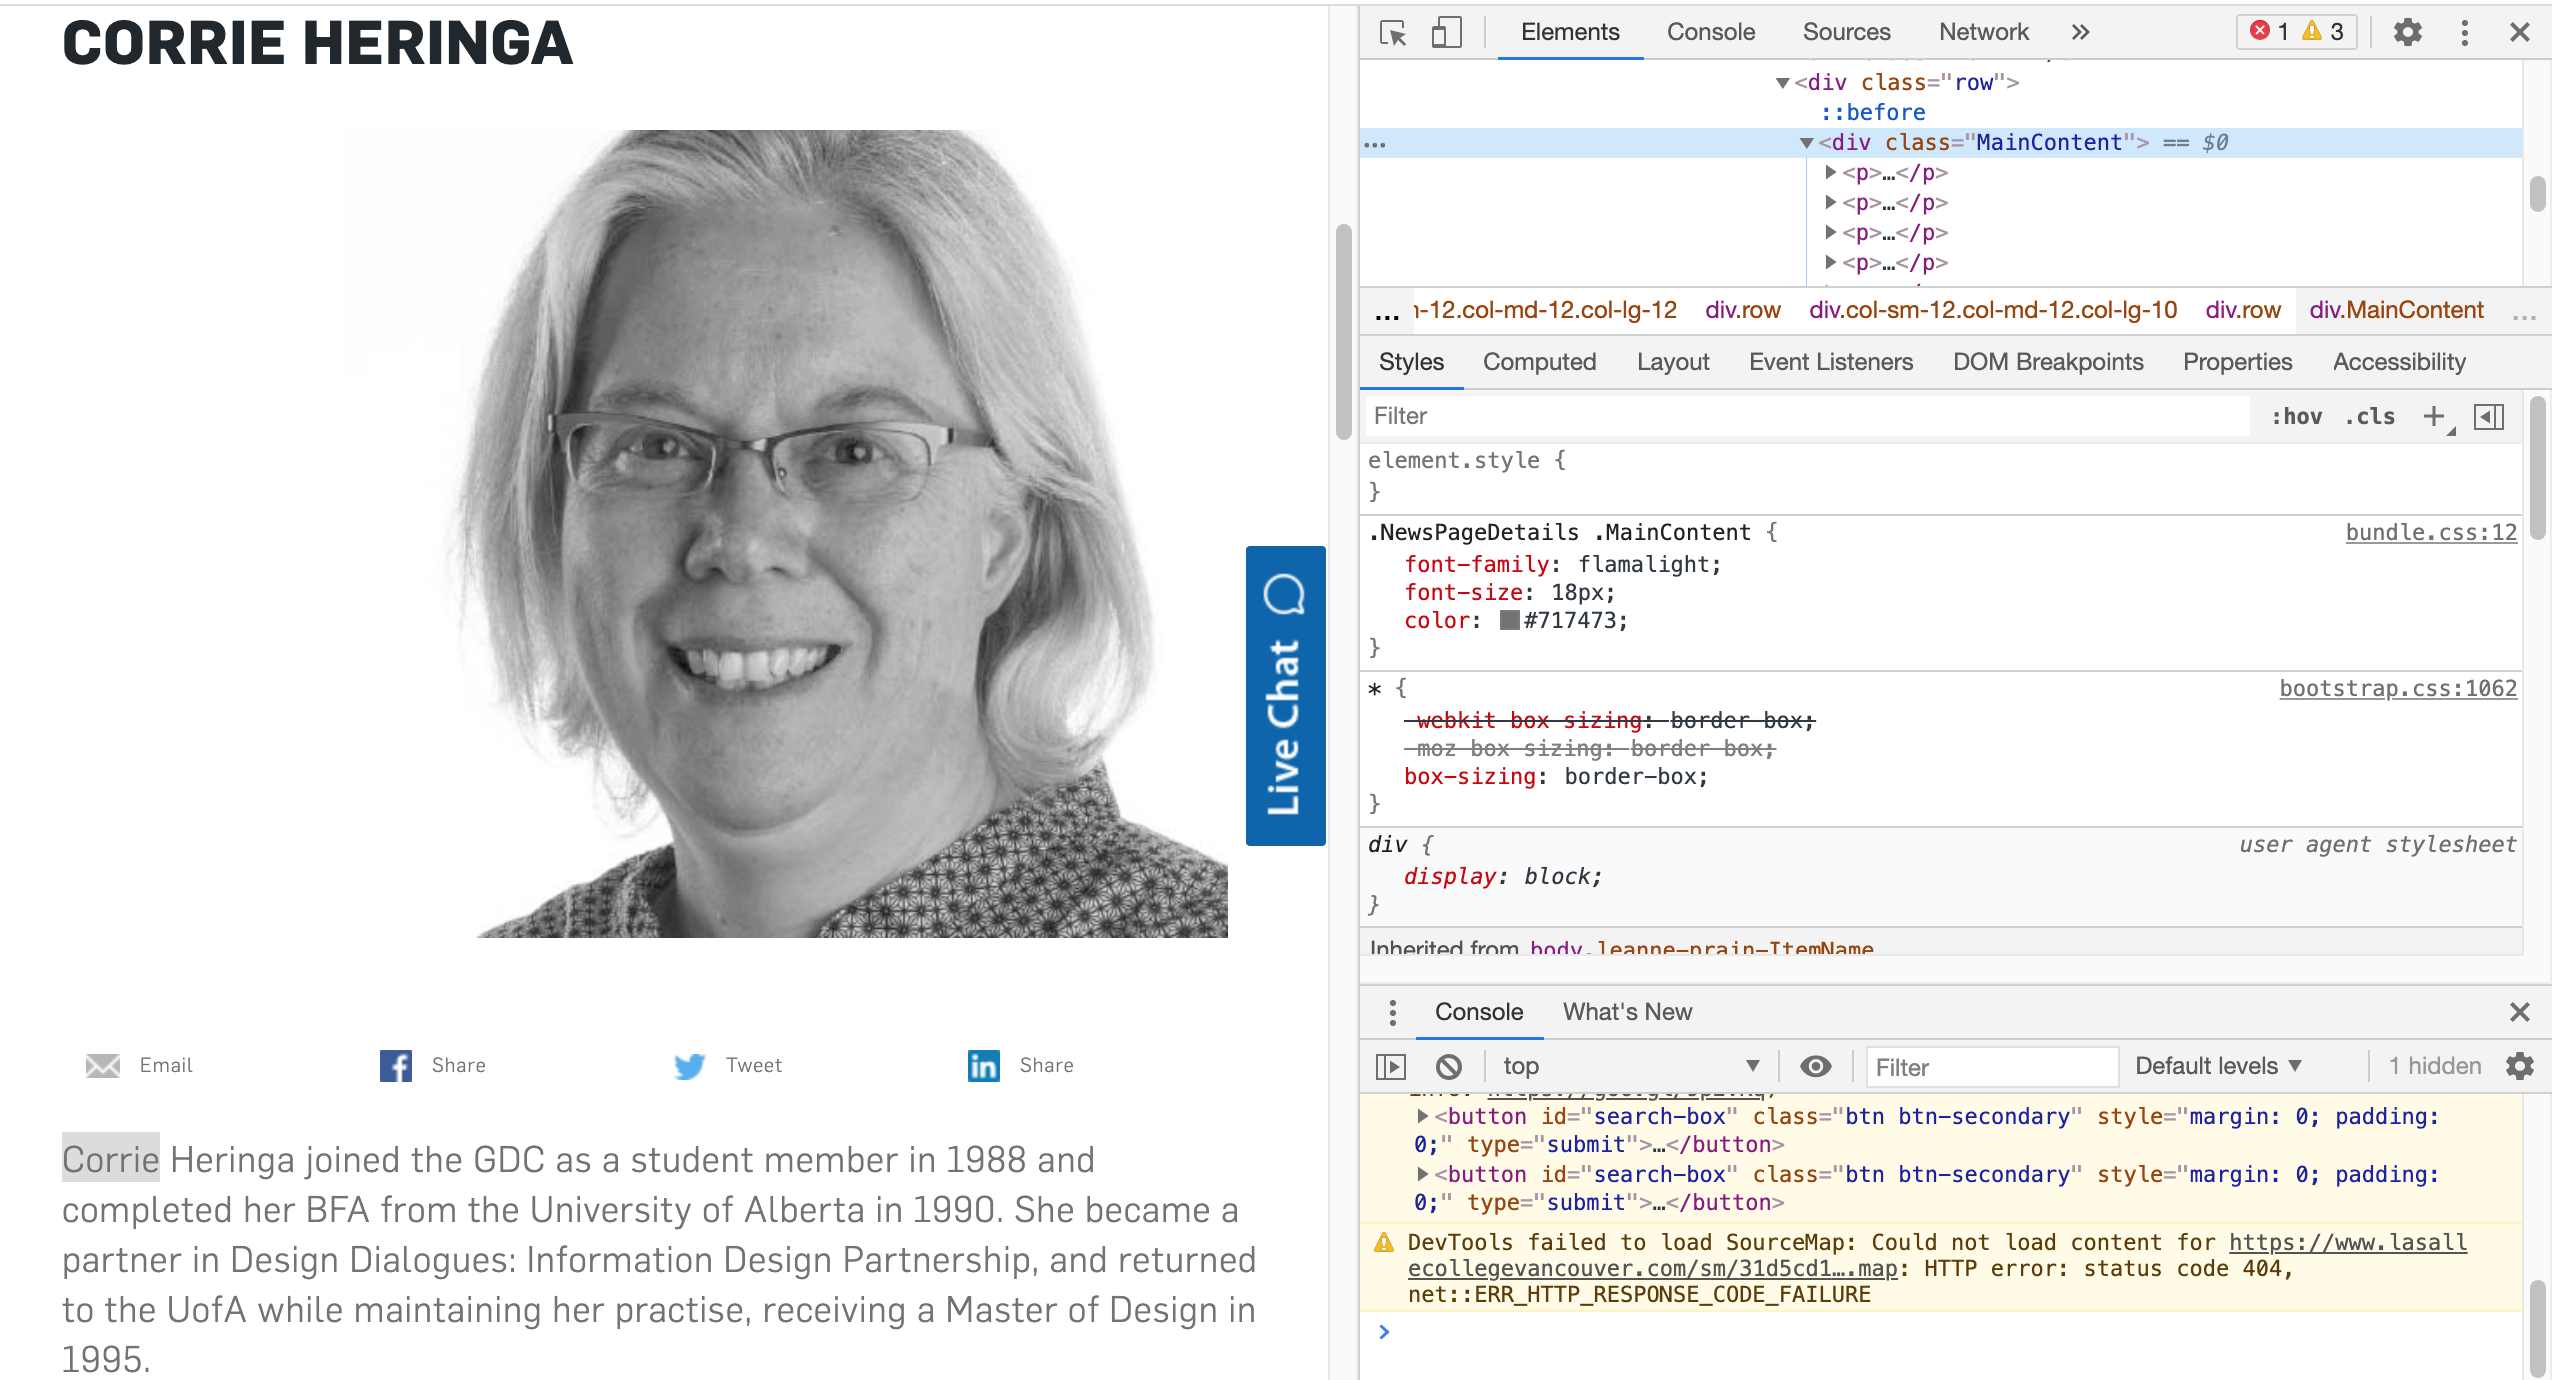 CORRIE HERINGA
Live Chat
Email Share Tweet Share
Corrie Heringa joined the GDC as a student member in 1988 and
completed her BFA from the University of Alberta in 1990. She became a
partner in Design Dialogues: Information Design Partnership, and returned
to the UofA while maintaining her practise, receiving a Master of Design in
1995.
Elements Console Sources Network » 1 3
▼<div class="row">
::before
… ▼<div class="MainContent"> == $0
▶<p>…</p>
▶<p>…</p>
▶<p>…</p>
▶<p>…</p>
… -12.col-md-12.col-lg-12 div.row div.col-sm-12.col-md-12.col-lg-10 div.row div.MainContent …
Styles Computed Layout Event Listeners DOM Breakpoints Properties Accessibility
Filter :hov .cls +
element.style {
}
.NewsPageDetails .MainContent { bundle.css:12
font-family: flamalight;
font-size: 18px;
color: #717473;
}
* { bootstrap.css:1062
-webkit-box-sizing: border-box;
-moz-box-sizing: border-box;
box-sizing: border-box;
}
div { user agent stylesheet
display: block;
}
Inherited from body.leanne-prain-ItemName
Console What's New
top ▼ Filter Default levels ▼ 1 hidden
▶<button id="search-box" class="btn btn-secondary" style="margin: 0; padding:
0;" type="submit">…</button>
▶<button id="search-box" class="btn btn-secondary" style="margin: 0; padding:
0;" type="submit">…</button>
DevTools failed to load SourceMap: Could not load content for https://www.lasall
ecollegevancouver.com/sm/31d5cd1….map: HTTP error: status code 404,
net::ERR_HTTP_RESPONSE_CODE_FAILURE
>